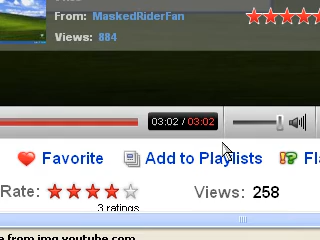 From: MaskedRiderFan
Views: 884
03:02 / 03:02
Favorite Add to Playlists Fl
Rate: Views: 258
3 ratings
e from img.youtube.com